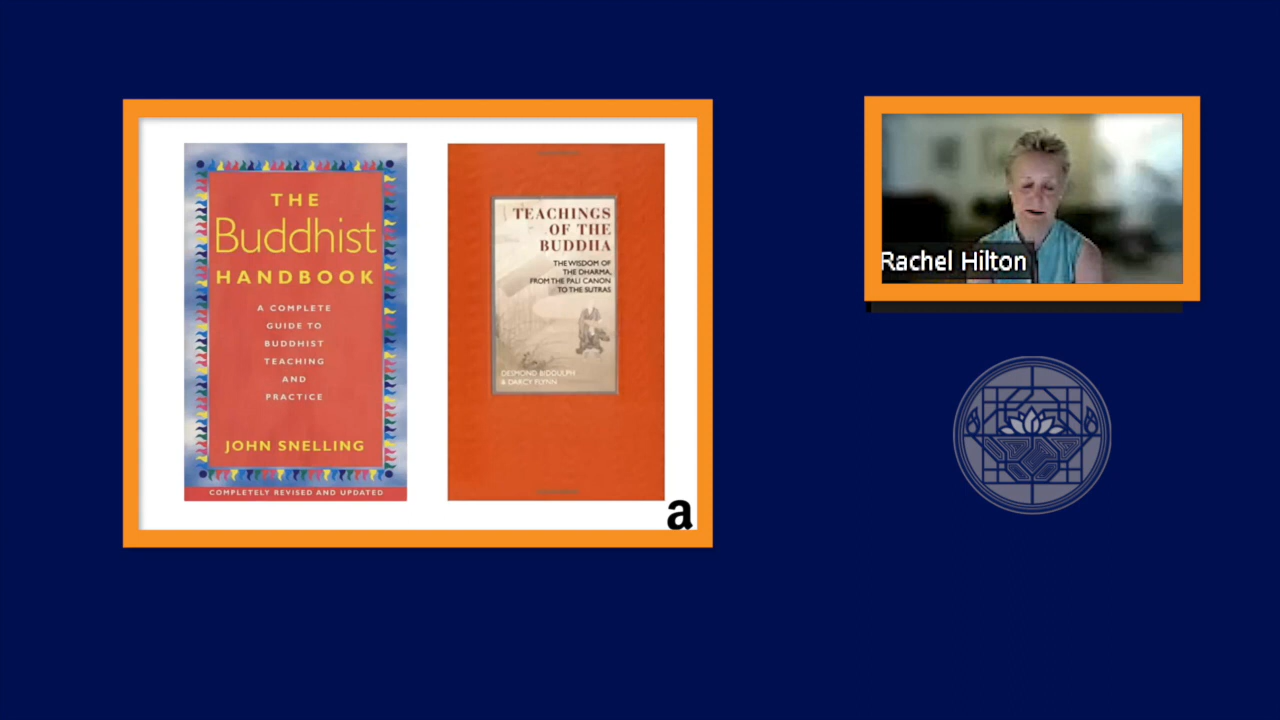 THE
Buddhist
HANDBOOK
A COMPLETE
GUIDE TO
BUDDHIST
TEACHING
AND
PRACTICE
JOHN SNELLING
COMPLETELY REVISED AND UPDATED
TEACHINGS
OF THE
BUDDHA
THE WISDOM OF
THE DHARMA,
FROM THE PALI CANON
TO THE SUTRAS
DESMOND BIDDULPH
& DARCY FLYNN
a
Rachel Hilton